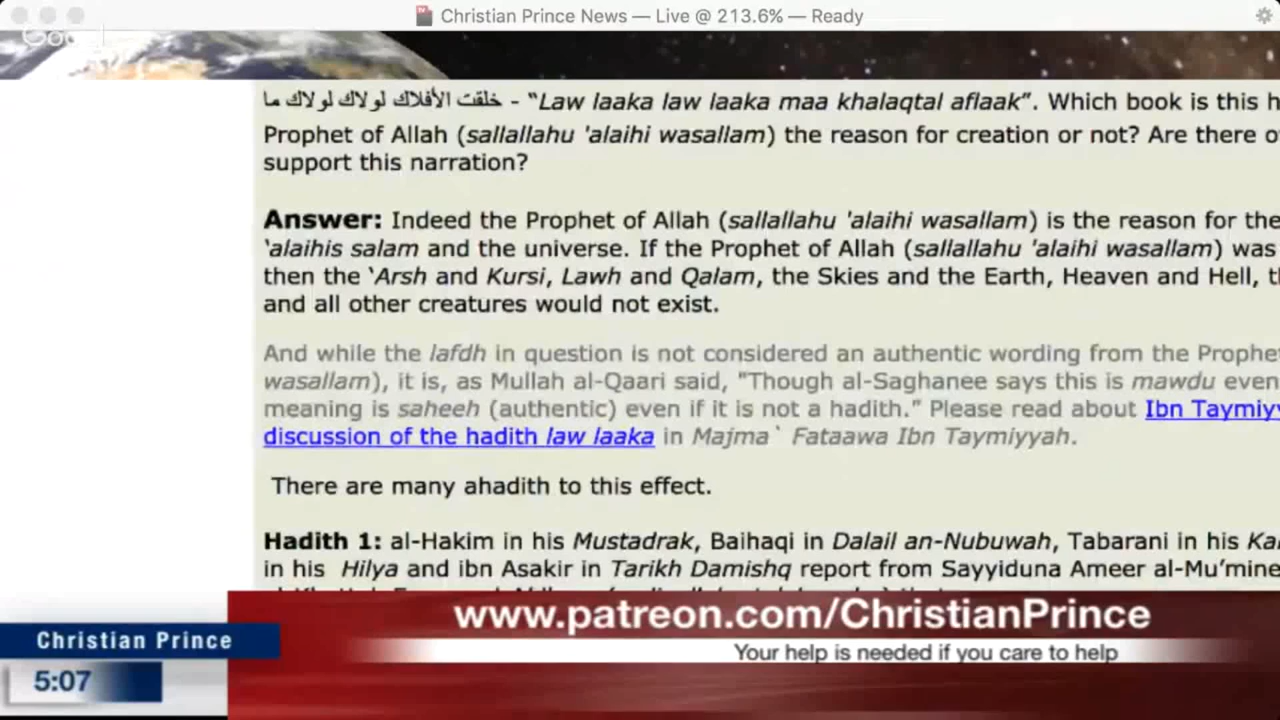 Christian Prince News — Live @ 213.6% — Ready
خلقت الأفلاك لولاك لولاك ما - “Law laaka law laaka maa khalaqtal aflaak”. Which book is this h
Prophet of Allah (sallallahu 'alaihi wasallam) the reason for creation or not? Are there o
support this narration?
Answer: Indeed the Prophet of Allah (sallallahu 'alaihi wasallam) is the reason for the
‘alaihis salam and the universe. If the Prophet of Allah (sallallahu 'alaihi wasallam) was
then the ‘Arsh and Kursi, Lawh and Qalam, the Skies and the Earth, Heaven and Hell, t
and all other creatures would not exist.
And while the lafdh in question is not considered an authentic wording from the Prophe
wasallam), it is, as Mullah al-Qaari said, "Though al-Saghanee says this is mawdu even
meaning is saheeh (authentic) even if it is not a hadith." Please read about Ibn Taymiy
discussion of the hadith law laaka in Majma` Fataawa Ibn Taymiyyah.
There are many ahadith to this effect.
Hadith 1: al-Hakim in his Mustadrak, Baihaqi in Dalail an-Nubuwah, Tabarani in his Ka
in his Hilya and ibn Asakir in Tarikh Damishq report from Sayyiduna Ameer al-Mu’mine
www.patreon.com/ChristianPrince
Christian Prince
Your help is needed if you care to help
5:07